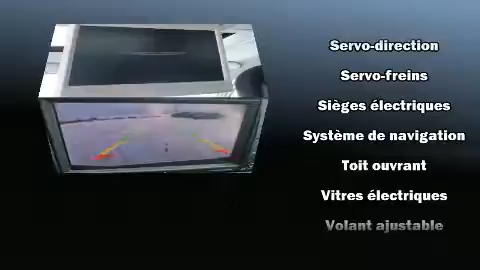 Servo-direction
Servo-freins
Sièges électriques
Système de navigation
Toit ouvrant
Vitres électriques
Volant ajustable